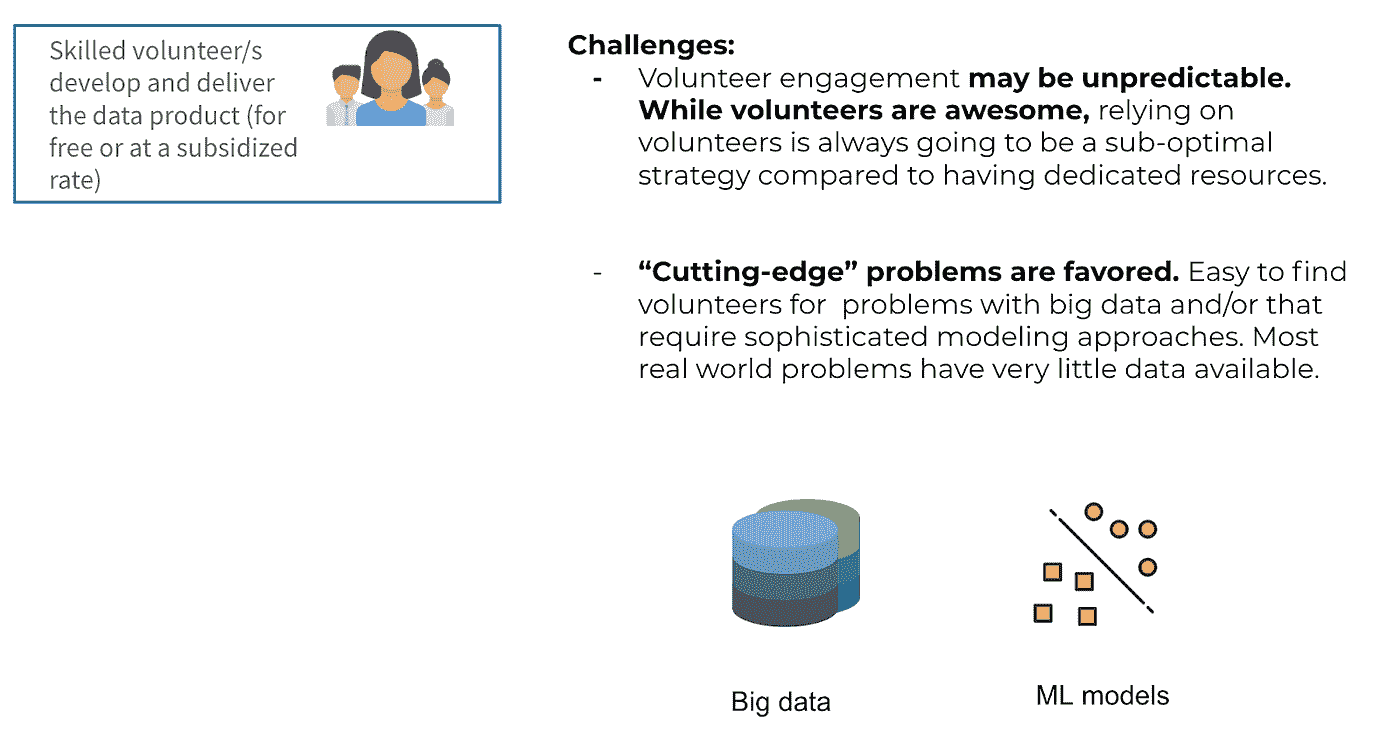 Skilled volunteer/s
develop and deliver
the data product (for
free or at a subsidized
rate)
Challenges:
- Volunteer engagement may be unpredictable.
While volunteers are awesome, relying on
volunteers is always going to be a sub-optimal
strategy compared to having dedicated resources.
- “Cutting-edge” problems are favored. Easy to find
volunteers for problems with big data and/or that
require sophisticated modeling approaches. Most
real world problems have very little data available.
Big data
ML models